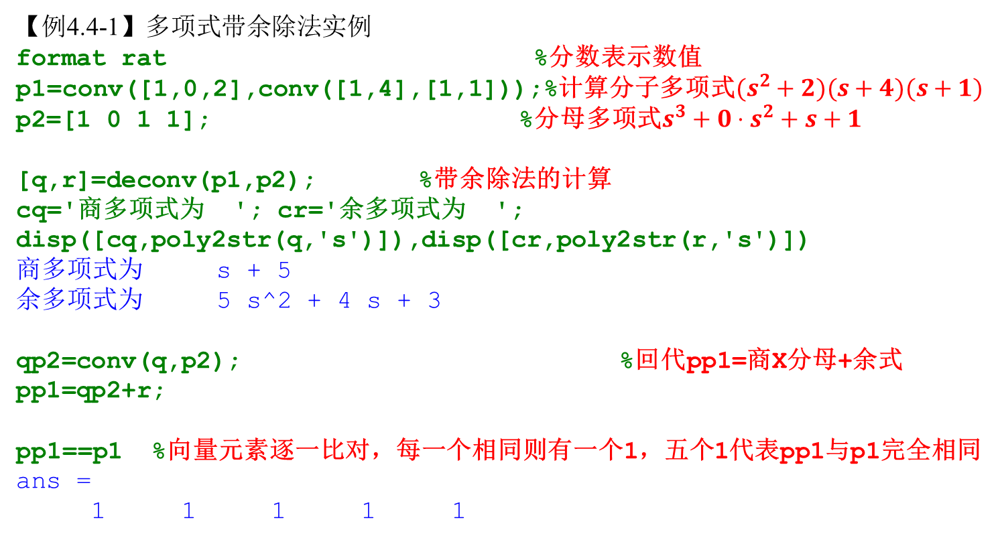 【例4.4-1】多项式带余除法实例
format rat %分数表示数值
p1=conv([1,0,2],conv([1,4],[1,1]));%计算分子多项式(s²+2)(s+4)(s+1)
p2=[1 0 1 1]; %分母多项式s³+0·s²+s+1
[q,r]=deconv(p1,p2); %带余除法的计算
cq='商多项式为  '; cr='余多项式为  ';
disp([cq,poly2str(q,'s')]),disp([cr,poly2str(r,'s')])
商多项式为 s + 5
余多项式为 5 s^2 + 4 s + 3
qp2=conv(q,p2); %回代pp1=商X分母+余式
pp1=qp2+r;
pp1==p1 %向量元素逐一比对，每一个相同则有一个1，五个1代表pp1与p1完全相同
ans =
1 1 1 1 1